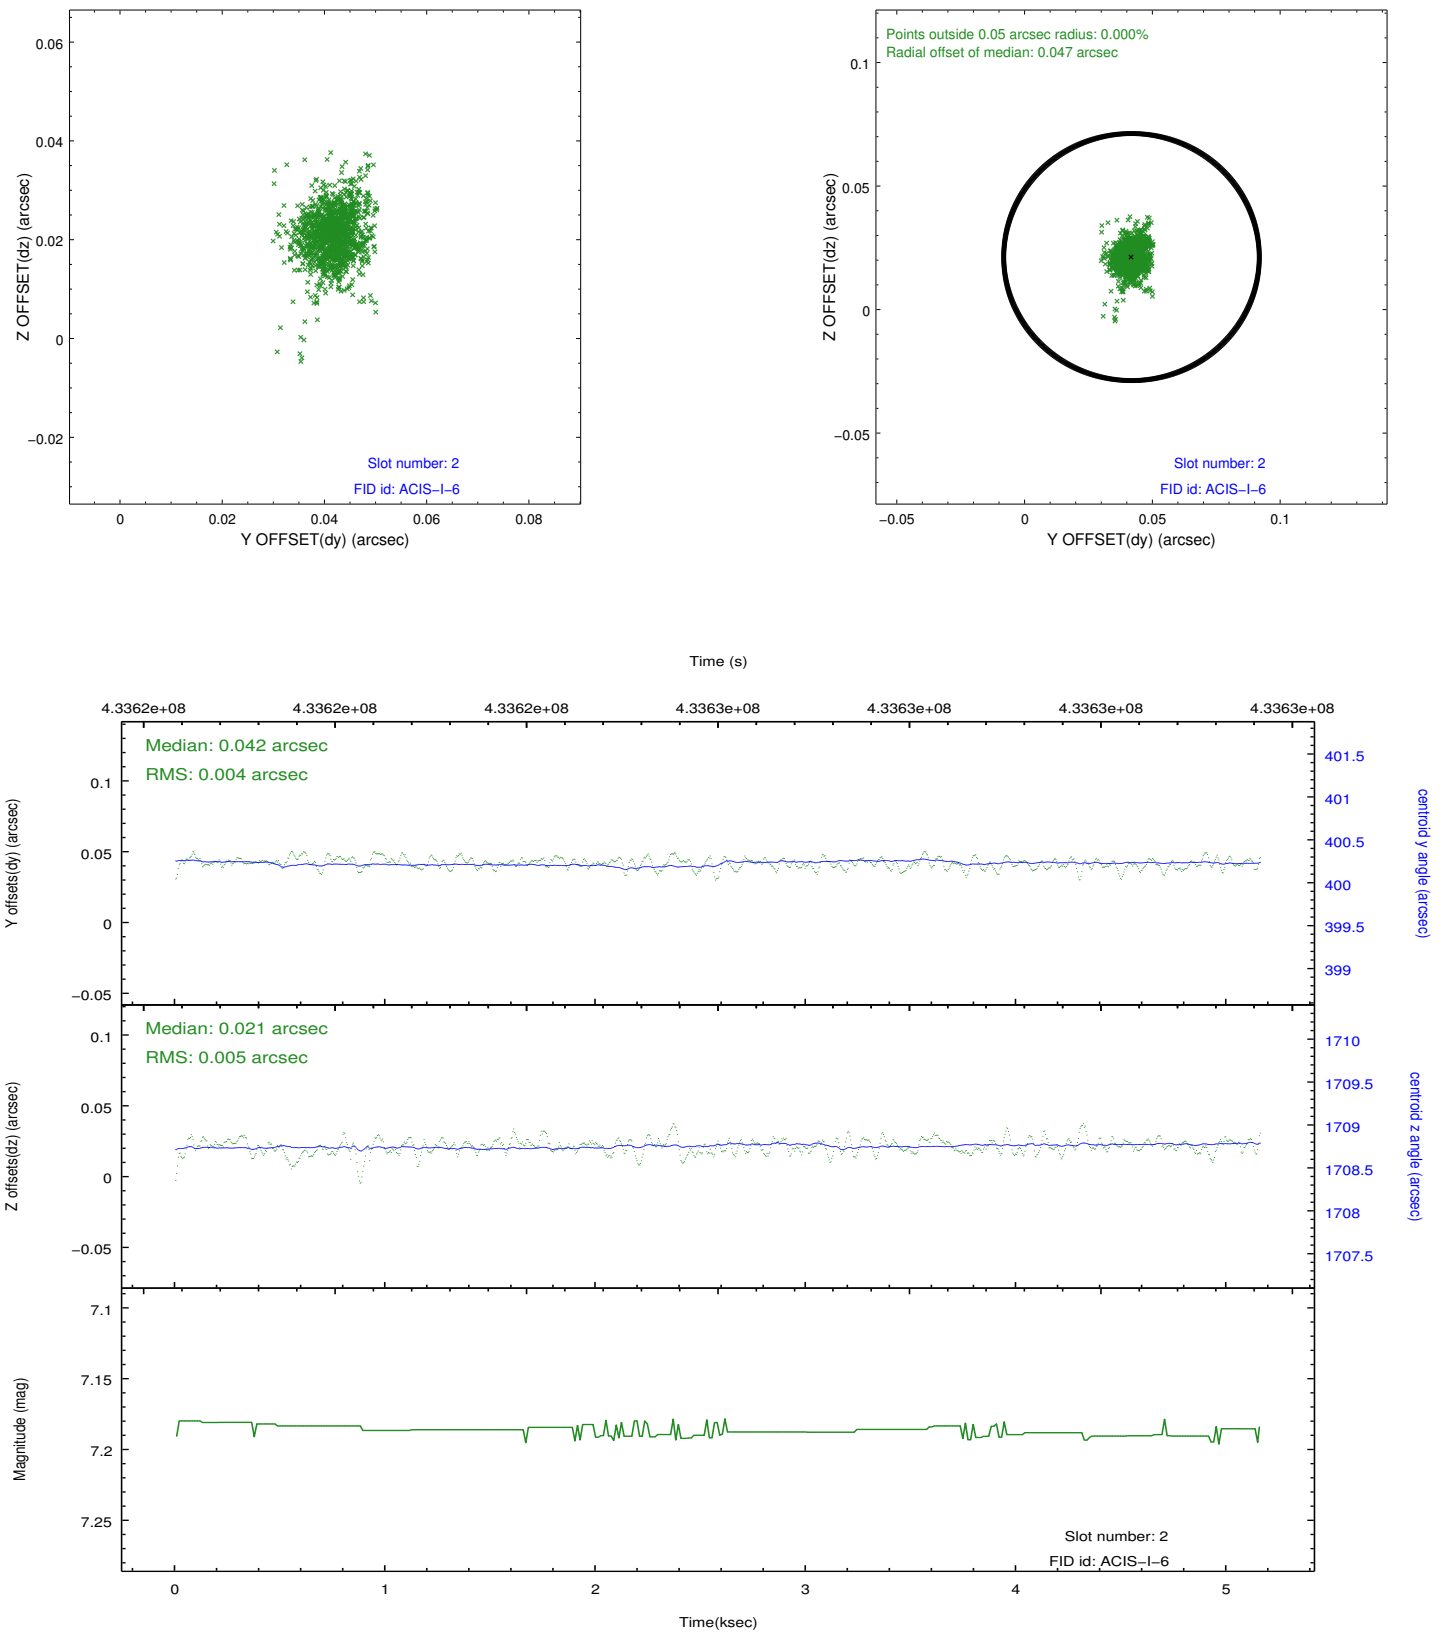 0.06
0.04
0.02
0
−0.02
Z OFFSET(dz) (arcsec)
Slot number: 2
FID id: ACIS−I−6
0
0.02
0.04
0.06
0.08
Y OFFSET(dy) (arcsec)
Points outside 0.05 arcsec radius: 0.000%
Radial offset of median: 0.047 arcsec
0.1
0.05
0
−0.05
Z OFFSET(dz) (arcsec)
Slot number: 2
FID id: ACIS−I−6
−0.05
0
0.05
0.1
Y OFFSET(dy) (arcsec)
Time (s)
4.3362e+08
4.3362e+08
4.3362e+08
4.3363e+08
4.3363e+08
4.3363e+08
4.3363e+08
Median: 0.042 arcsec
RMS: 0.004 arcsec
0.1
0.05
0
−0.05
Y offsets(dy) (arcsec)
401.5
401
400.5
400
399.5
399
centroid y angle (arcsec)
Median: 0.021 arcsec
RMS: 0.005 arcsec
0.1
0.05
0
−0.05
Z offsets(dz) (arcsec)
1710
1709.5
1709
1708.5
1708
1707.5
centroid z angle (arcsec)
7.1
7.15
7.2
7.25
Magnitude (mag)
Slot number: 2
FID id: ACIS−I−6
0
1
2
3
4
5
Time(ksec)